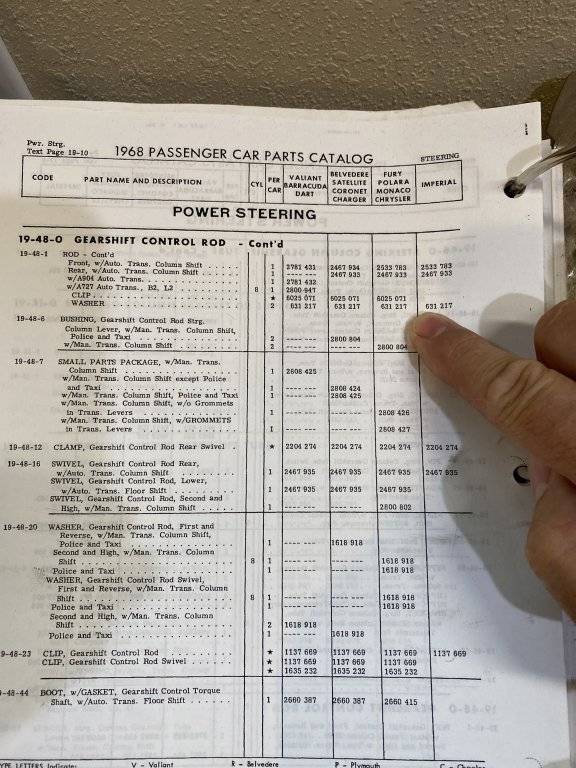 Pwr. Strg.
Text Page 19-10
1968 PASSENGER CAR PARTS CATALOG
STEERING
CODE PART NAME AND DESCRIPTION CYL PER CAR VALIANT BARRACUDA DART BELVEDERE SATELLITE CORONET CHARGER FURY POLARA MONACO CHRYSLER IMPERIAL
POWER STEERING
19-48-0 GEARSHIFT CONTROL ROD - Cont'd
19-48-1 ROD - Cont'd
Front, w/Auto. Trans. Column Shift . . . . . . 1 2781 431 2467 934 2533 783 2533 783
Rear, w/Auto. Trans. Column Shift . . . . . . 1 ---- --- 2467 933 2467 933 2467 933
w/A904 Auto. Trans. . . . . . . . . . . . . 1 2781 432
w/A727 Auto Trans., B2, L2 . . . . . . . . 8 1 2800 947
CLIP . . . . . . . . . . . . . . . . . ★ 6025 071 6025 071 6025 071
WASHER . . . . . . . . . . . . . . . . 2 631 217 631 217 631 217 631 217
19-48-6 BUSHING, Gearshift Control Rod Strg.
Column Lever, w/Man. Trans. Column Shift,
Police and Taxi . . . . . . . . . . . . . . 2 ---- --- 2800 804
w/Man. Trans. Column Shift . . . . . . . . . 2 ---- --- ---- --- 2800 804
19-48-7 SMALL PARTS PACKAGE, w/Man. Trans.
Column Shift . . . . . . . . . . . . . . . 1 2808 425
w/Man. Trans. Column Shift except Police
and Taxi . . . . . . . . . . . . . . . . . 1 ---- --- 2808 424
w/Man. Trans. Column Shift, Police and Taxi 1 ---- --- 2808 425
w/Man. Trans. Column Shift, w/o Grommets
in Trans. Levers . . . . . . . . . . . . . 1 ---- --- ---- --- 2808 426
w/Man. Trans. Column Shift, w/GROMMETS
in Trans. Levers . . . . . . . . . . . . . 1 ---- --- ---- --- 2808 427
19-48-12 CLAMP, Gearshift Control Rod Rear Swivel . ★ 2204 274 2204 274 2204 274 2204 274
19-48-16 SWIVEL, Gearshift Control Rod Rear,
w/Auto. Trans. Column Shift . . . . . . . . 1 2467 935 2467 935 2467 935 2467 935
SWIVEL, Gearshift Control Rod, Lower,
w/Auto. Trans. Floor Shift . . . . . . . . . 1 2467 935 2467 935 2467 935
SWIVEL, Gearshift Control Rod, Second and
High, w/Man. Trans. Column Shift . . . . . 1 ---- --- ---- --- 2800 802
19-48-20 WASHER, Gearshift Control Rod, First and
Reverse, w/Man. Trans. Column Shift,
Police and Taxi . . . . . . . . . . . . . . 1 ---- --- 1618 918
Second and High, w/Man. Trans. Column
Shift . . . . . . . . . . . . . . . . . . . 8 1 ---- --- ---- --- 1618 918
Police and Taxi . . . . . . . . . . . . . . 1 ---- --- ---- --- 1618 918
WASHER, Gearshift Control Rod Swivel,
First and Reverse, w/Man. Trans. Column
Shift . . . . . . . . . . . . . . . . . . . 8 1 ---- --- ---- --- 1618 918
Police and Taxi . . . . . . . . . . . . . . 1 ---- --- ---- --- 1618 918
Second and High, w/Man. Trans. Column
Shift . . . . . . . . . . . . . . . . . . . 2 1618 918
Police and Taxi . . . . . . . . . . . . . . 1 ---- --- 1618 918
9-48-23 CLIP, Gearshift Control Rod . . . . . . . . ★ 1137 669 1137 669 1137 669 1137 669
CLIP, Gearshift Control Rod Swivel . . . . . ★ 1137 669 1137 669 1137 669
★ 1635 232 1635 232 1635 232
9-48-44 BOOT, w/GASKET, Gearshift Control Torque
Shaft, w/Auto. Trans. Floor Shift . . . . . . 1 2660 387 2660 387 2660 415
YPE LETTERS Indicate: V - Valiant R - Belvedere P - Plymouth C - Chrysler